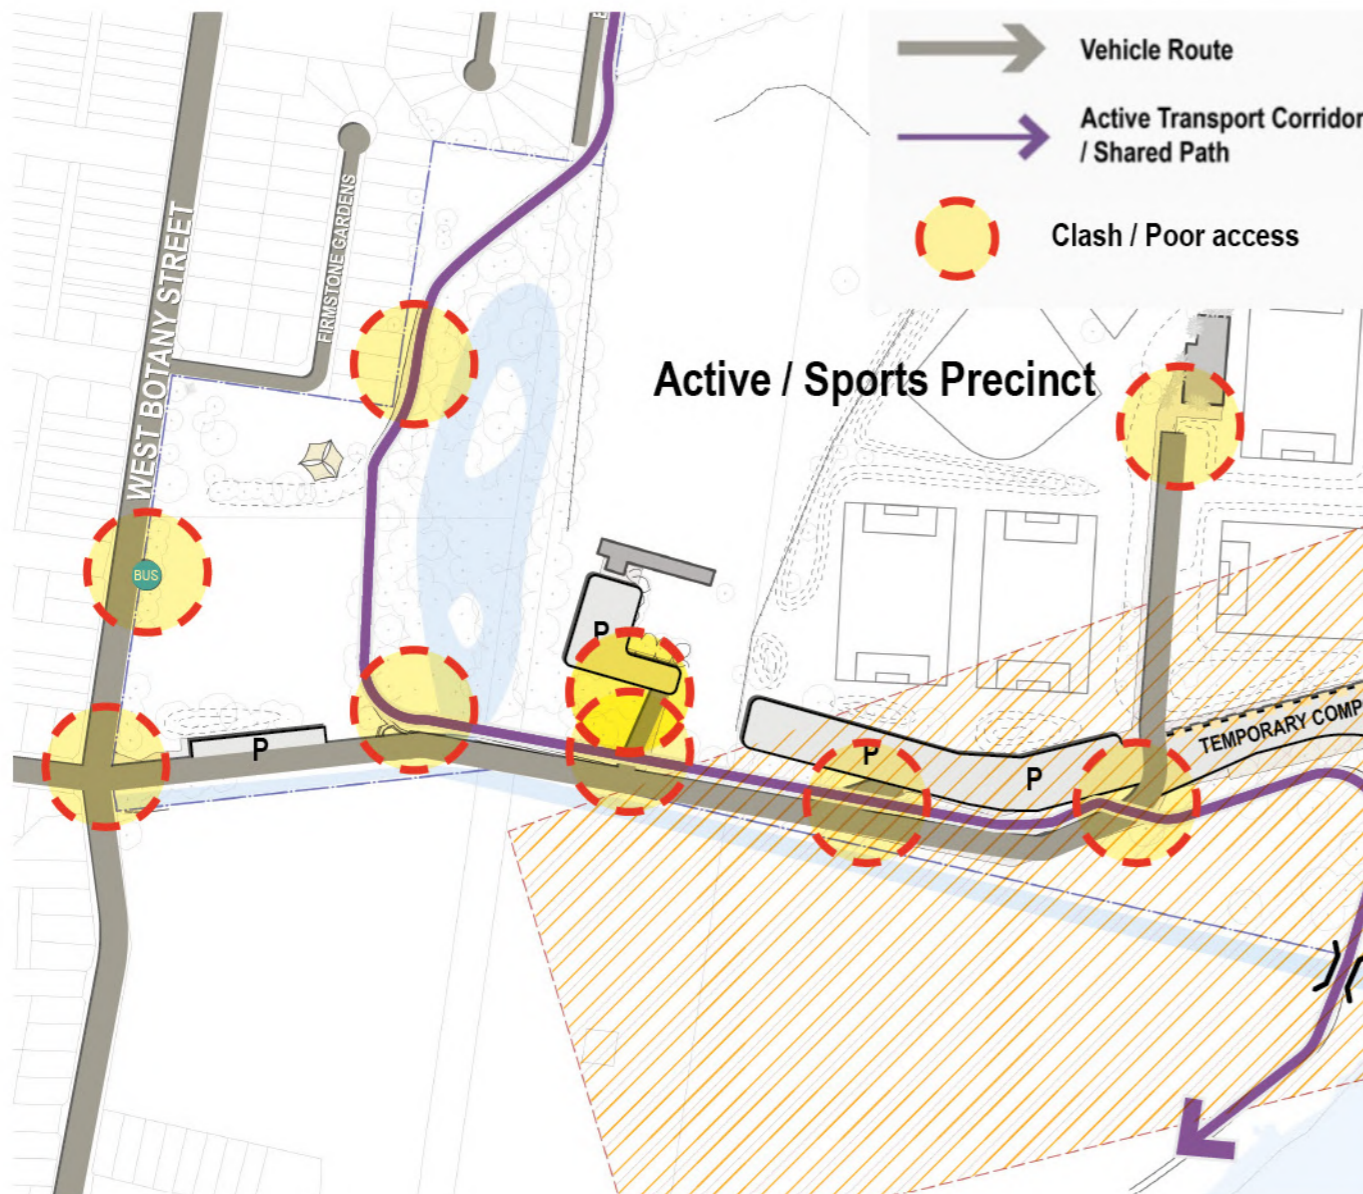 Vehicle Route
Active Transport Corridor
/ Shared Path
Clash / Poor access
WEST BOTANY STREET
FIRMSTONE GARDENS
Active / Sports Precinct
BUS
P
P
P
P
TEMPORARY COMP